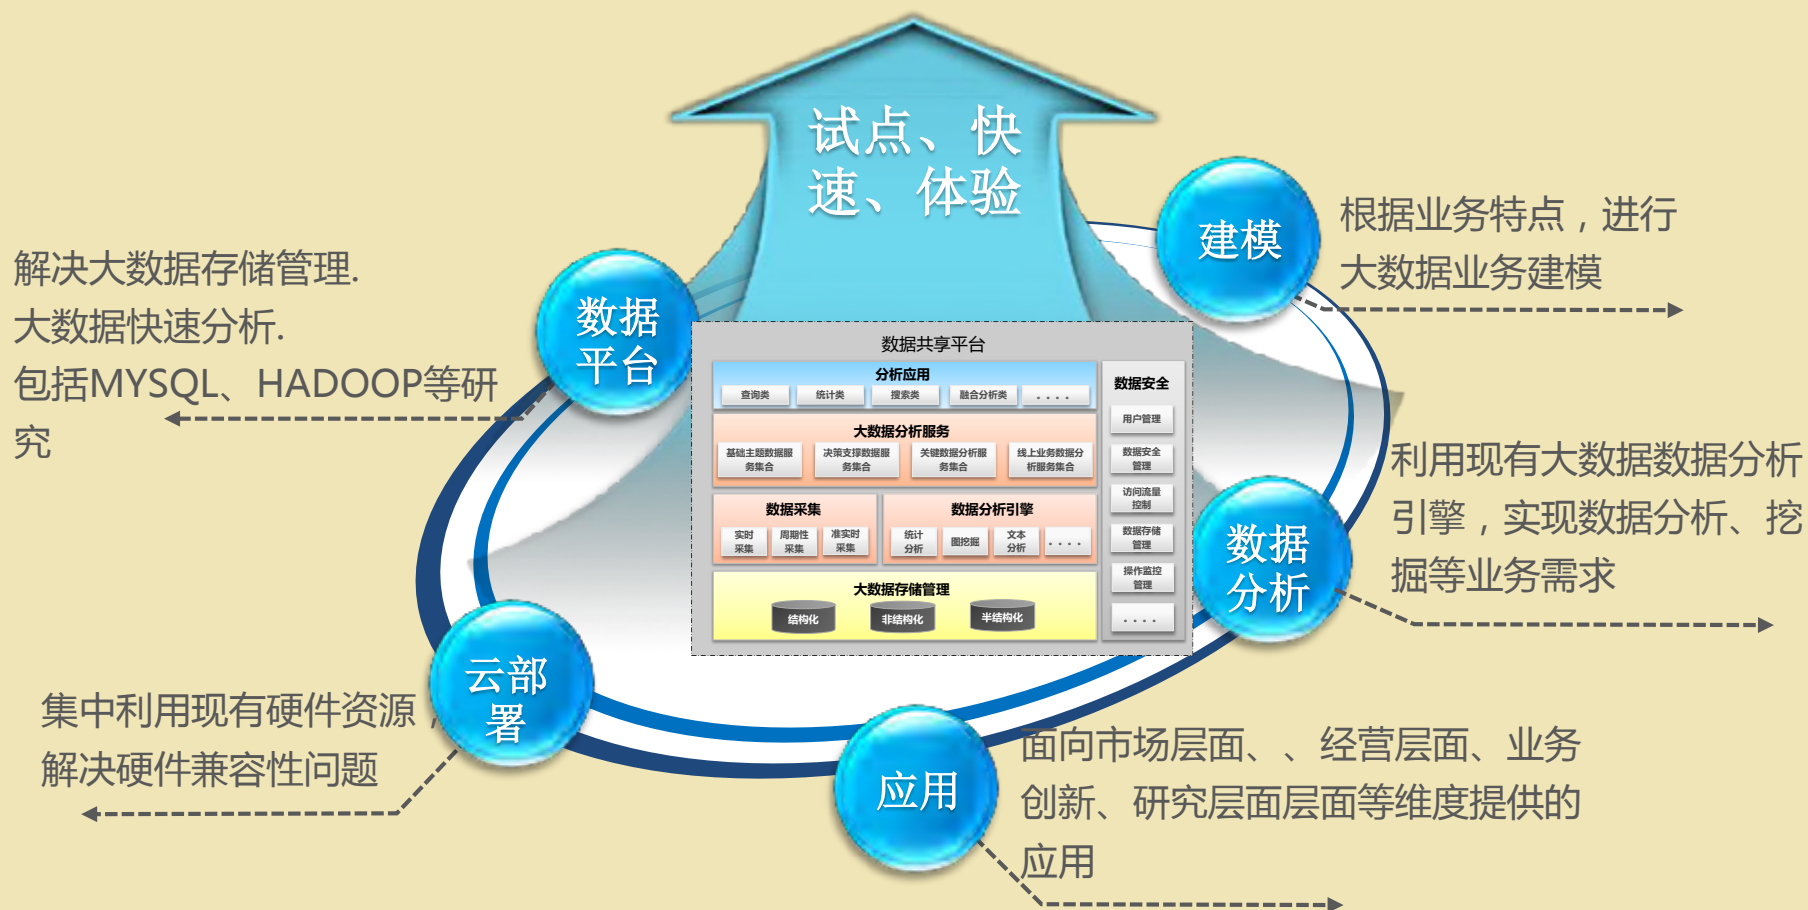 试点、快
速、体验
建模
根据业务特点，进行
大数据业务建模
解决大数据存储管理.
大数据快速分析.
包括MYSQL、HADOOP等研
究
数据
平台
数据共享平台
分析应用
查询类
统计类
搜索类
融合分析类
....
大数据分析服务
基础主题数据服
务集合
决策支撑数据服
务集合
关键数据分析服
务集合
线上业务数据分
析服务集合
数据采集
实时
采集
周期性
采集
准实时
采集
数据分析引擎
统计
分析
图挖掘
文本
分析
....
大数据存储管理
结构化
非结构化
半结构化
数据安全
用户管理
数据安全
管理
访问流量
控制
数据存储
管理
操作监控
管理
....
数据
分析
利用现有大数据数据分析
引擎，实现数据分析、挖
掘等业务需求
云部
署
集中利用现有硬件资源，
解决硬件兼容性问题
应用
面向市场层面、、经营层面、业务
创新、研究层面层面等维度提供的
应用